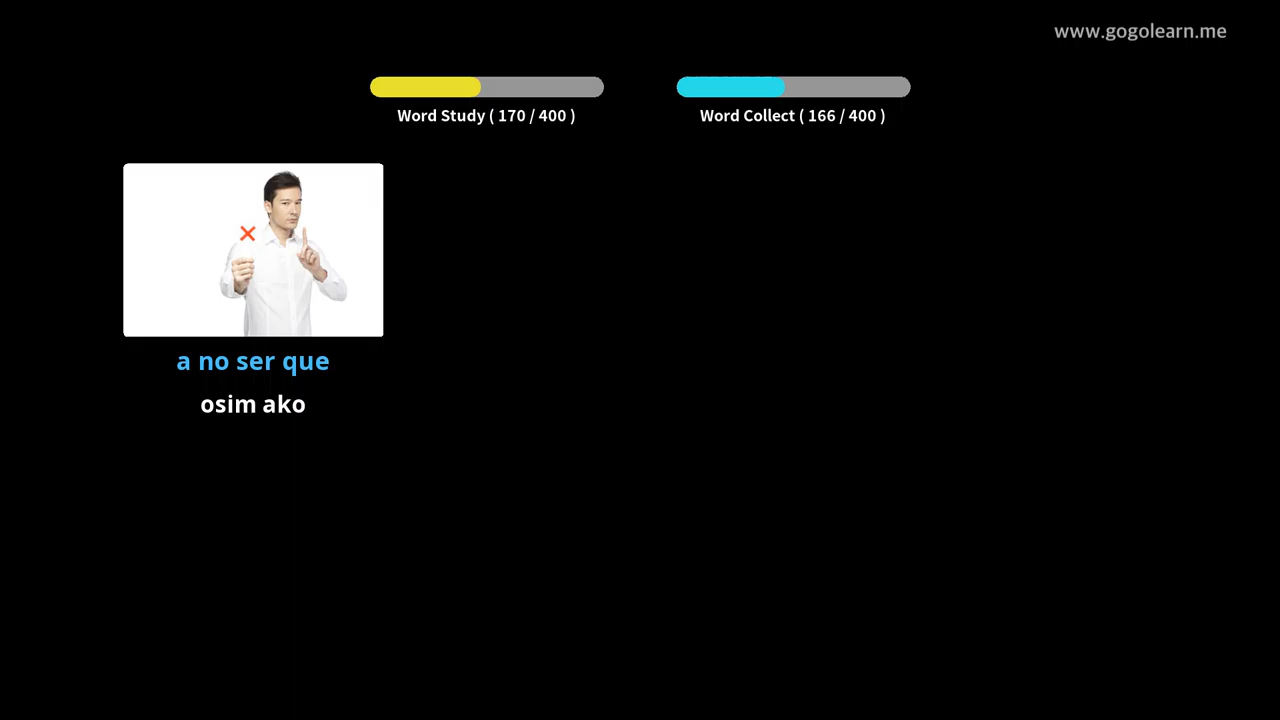 www.gogolearn.me
Word Study ( 170 / 400 )
Word Collect ( 166 / 400 )
a no ser que
osim ako